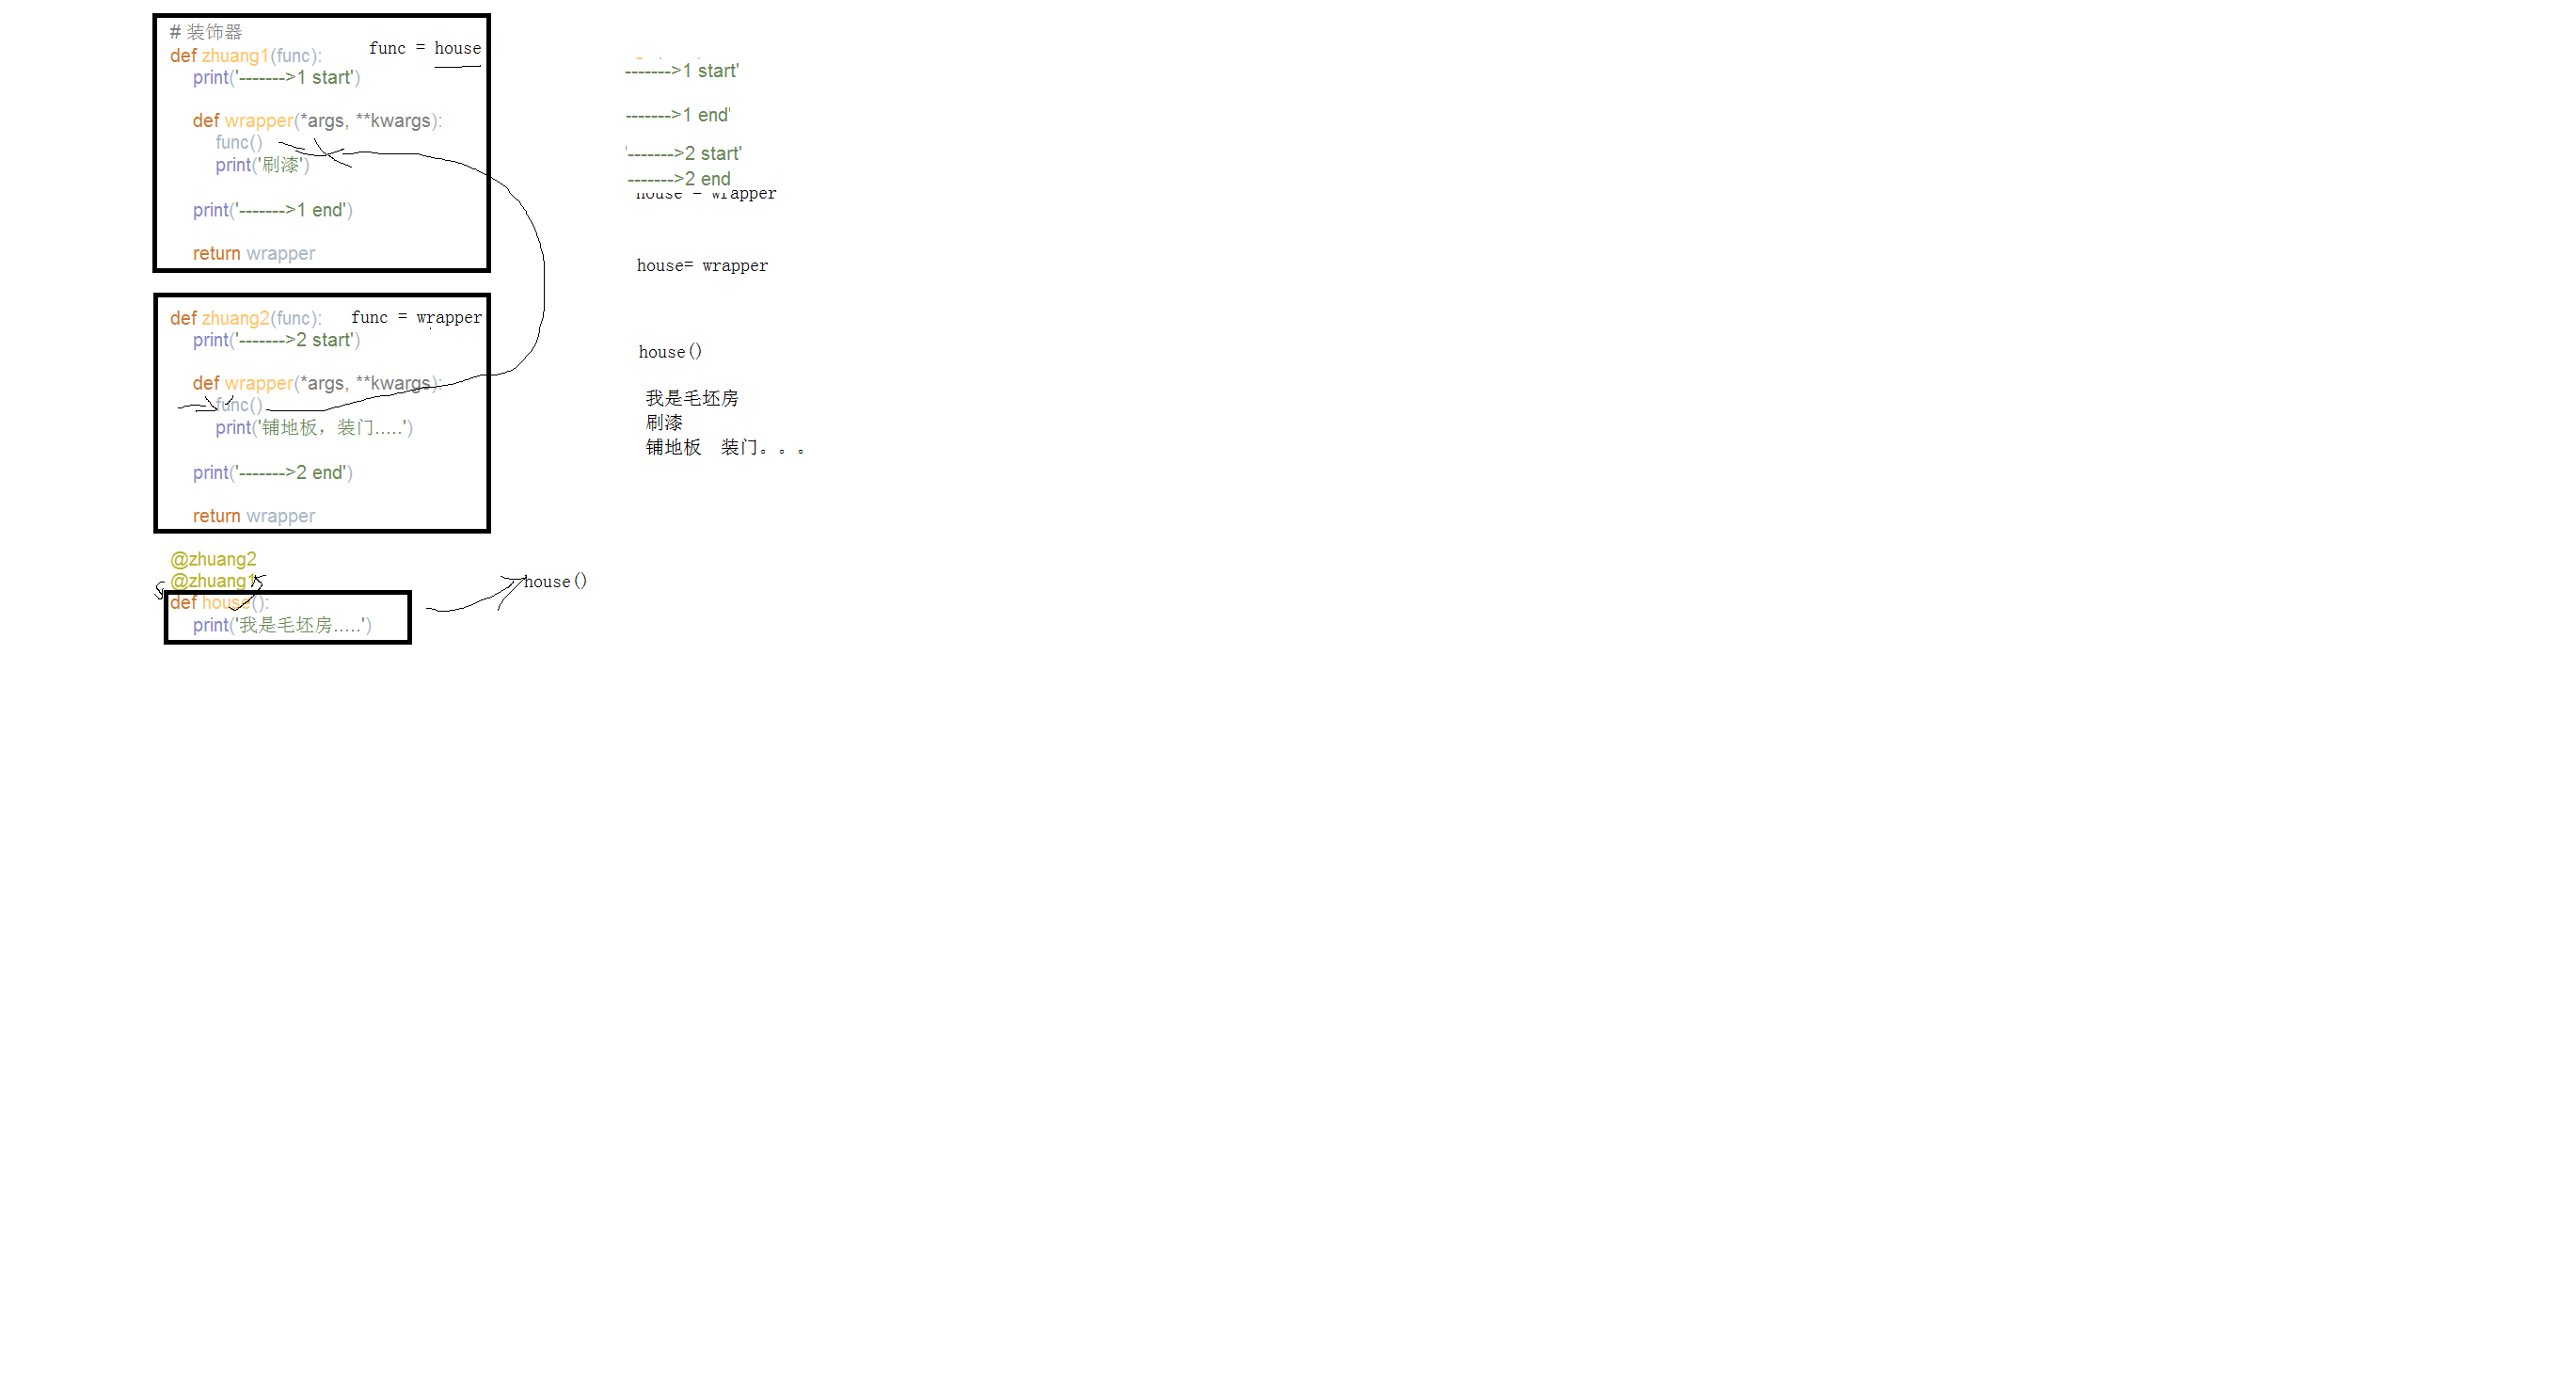 # 装饰器
def zhuang1(func):
func = house
print('------->1 start')
def wrapper(*args, **kwargs):
func()
print('刷漆')
print('------->1 end')
return wrapper
def zhuang2(func):
func = wrapper
print('------->2 start')
def wrapper(*args, **kwargs):
func()
print('铺地板，装门.....')
print('------->2 end')
return wrapper
@zhuang2
@zhuang1
def house():
print('我是毛坯房.....')
house()
------->1 start'
------->1 end'
'------->2 start'
------->2 end
house = wrapper
house= wrapper
house()
我是毛坯房
刷漆
铺地板 装门。。。